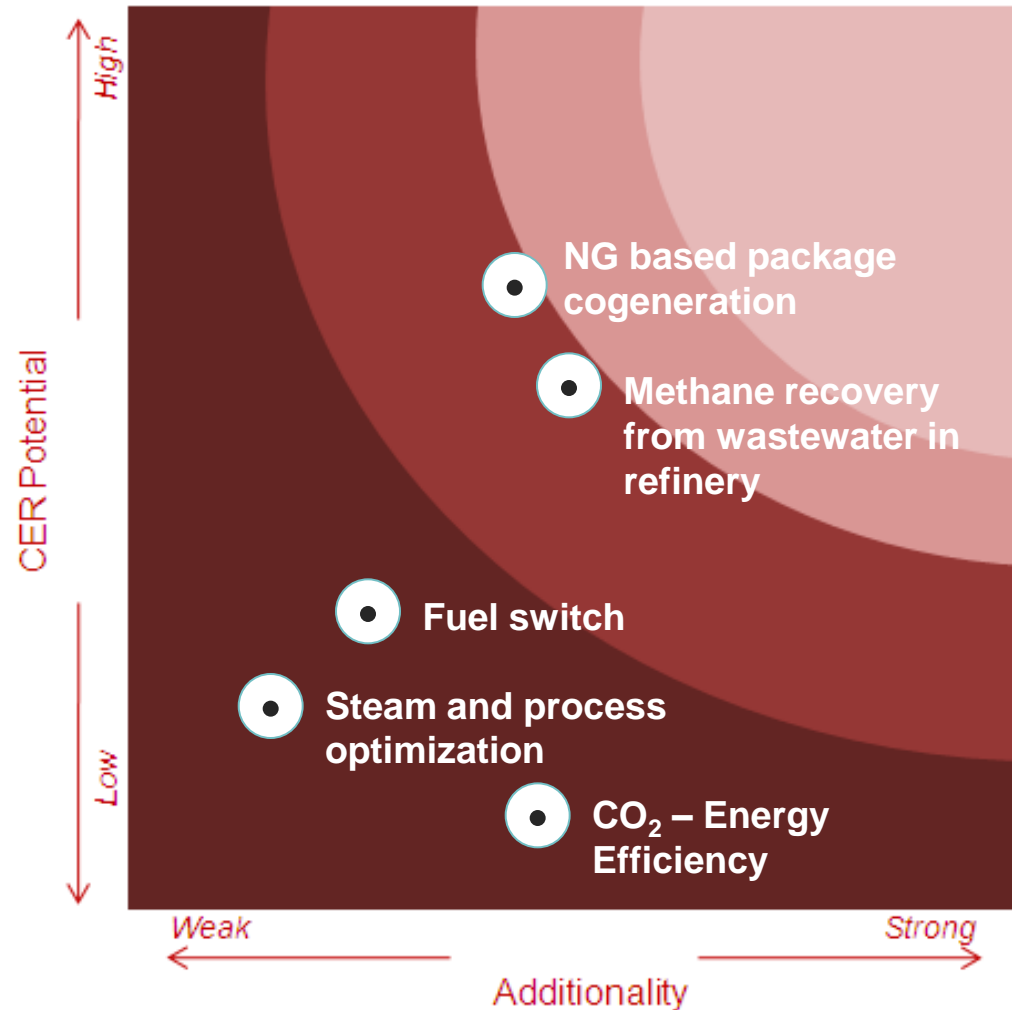 High
NG based package
cogeneration
Methane recovery
from wastewater in
refinery
CER Potential
Fuel switch
Steam and process
optimization
Low
CO₂ – Energy
Efficiency
Weak
Strong
Additionality